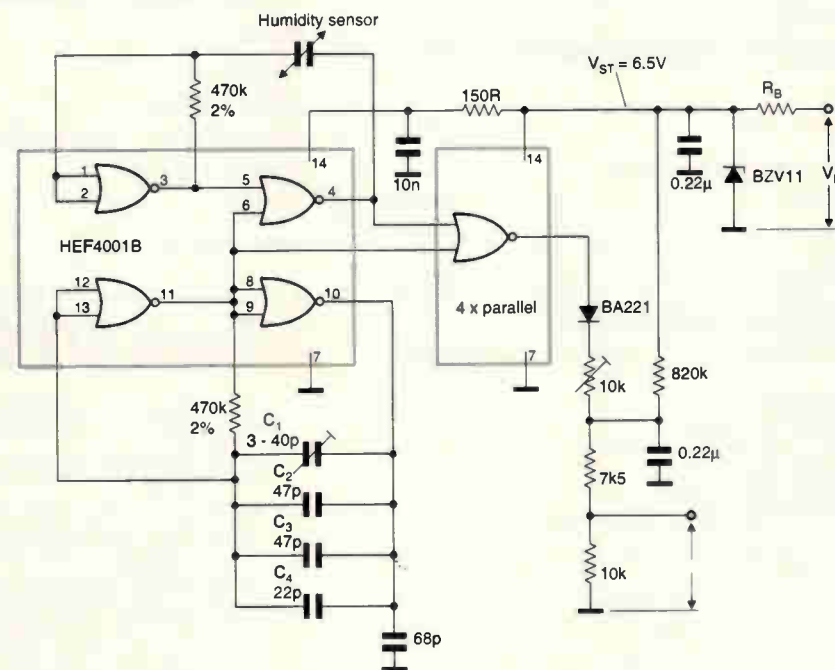 Humidity sensor
470k
2%
150R
V_ST = 6.5V
R_B
14
10n
14
0.22µ
BZV11
1
2
3
5
6
4
HEF4001B
12
13
11
8
9
10
4 x parallel
BA221
7
7
10k
820k
470k
2%
C1
3 - 40p
C2
47p
C3
47p
C4
22p
0.22µ
7k5
10k
68p